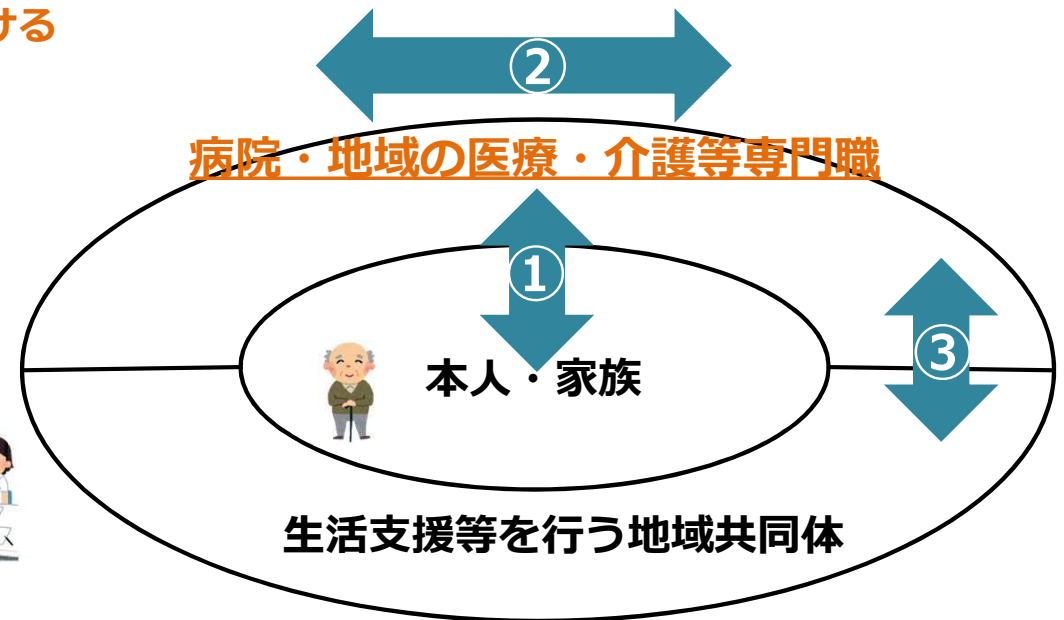 ける
②
病院・地域の医療・介護等専門職
①
③
本人・家族
生活支援等を行う地域共同体